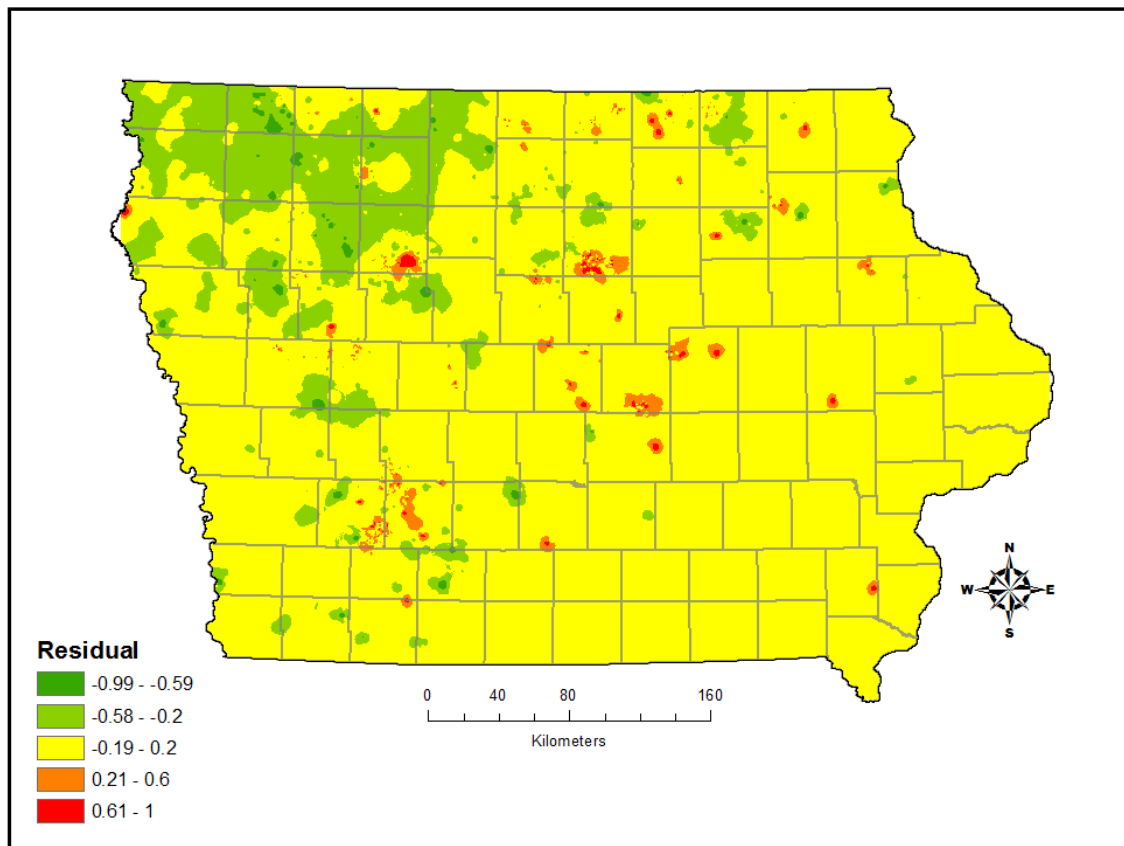 N
W E
S
Residual
-0.99 - -0.59
-0.58 - -0.2
-0.19 - 0.2
0.21 - 0.6
0.61 - 1
0 40 80 160
Kilometers